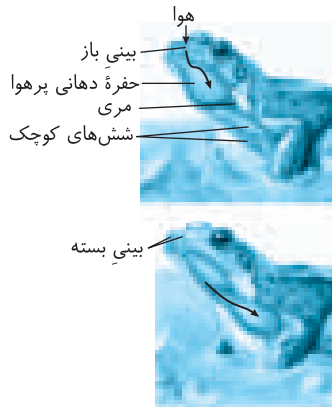 هوا
بینی باز
حفرهٔ دهانی پرهوا
مری
شش‌های کوچک
بینیِ بسته